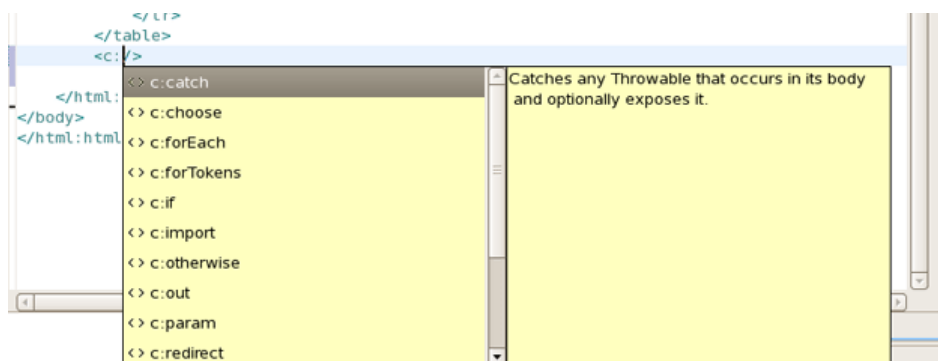 </tr>
</table>
<c:/>
</html:
</body>
</html:html
<> c:catch
<> c:choose
<> c:forEach
<> c:forTokens
<> c:if
<> c:import
<> c:otherwise
<> c:out
<> c:param
<> c:redirect
Catches any Throwable that occurs in its body
and optionally exposes it.